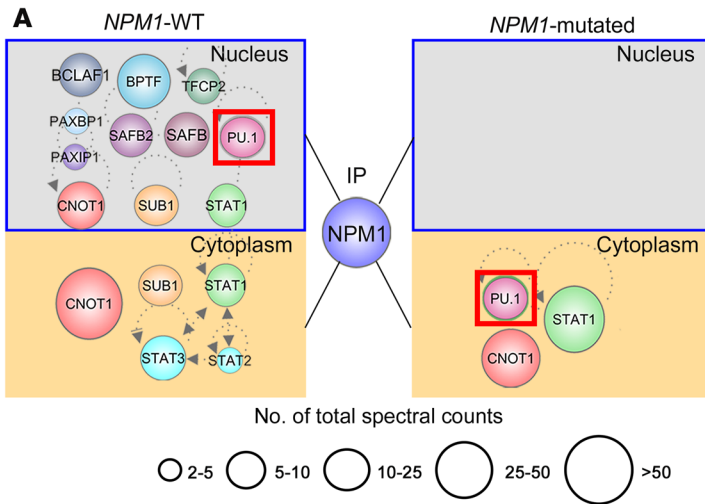 A
NPM1-WT
NPM1-mutated
Nucleus
Nucleus
BCLAF1
BPTF
TFCP2
PAXBP1
SAFB2
SAFB
PU.1
PAXIP1
CNOT1
SUB1
STAT1
IP
NPM1
Cytoplasm
Cytoplasm
CNOT1
SUB1
STAT1
STAT3
STAT2
PU.1
STAT1
CNOT1
No. of total spectral counts
2-5
5-10
10-25
25-50
>50